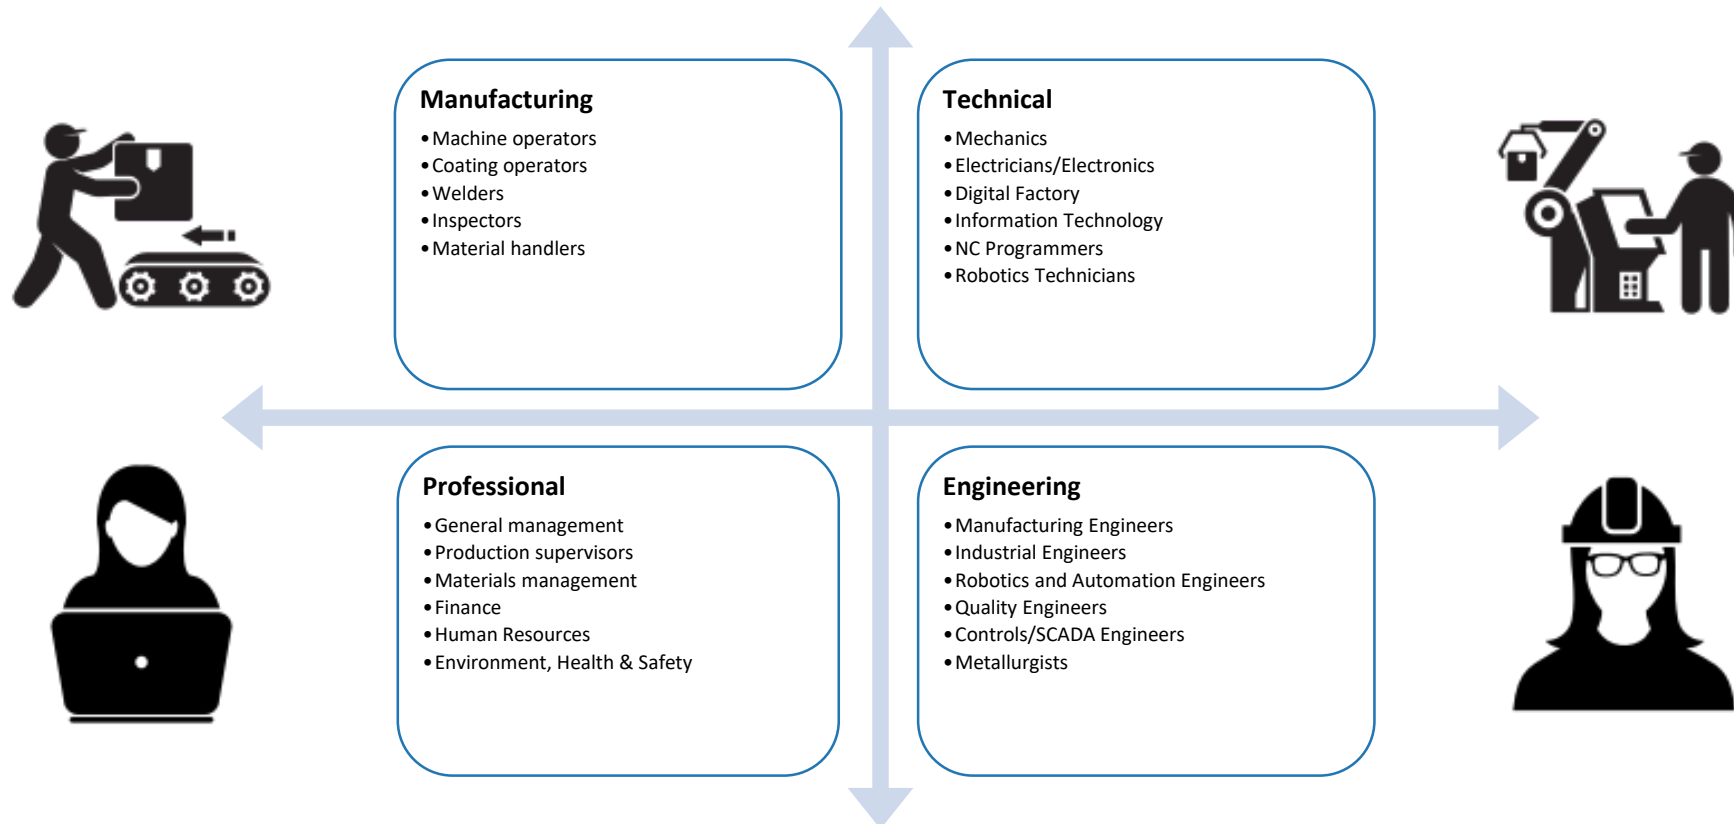 Manufacturing
•Machine operators
•Coating operators
•Welders
•Inspectors
•Material handlers
Technical
•Mechanics
•Electricians/Electronics
•Digital Factory
•Information Technology
•NC Programmers
•Robotics Technicians
Professional
•General management
•Production supervisors
•Materials management
•Finance
•Human Resources
•Environment, Health & Safety
Engineering
•Manufacturing Engineers
•Industrial Engineers
•Robotics and Automation Engineers
•Quality Engineers
•Controls/SCADA Engineers
•Metallurgists